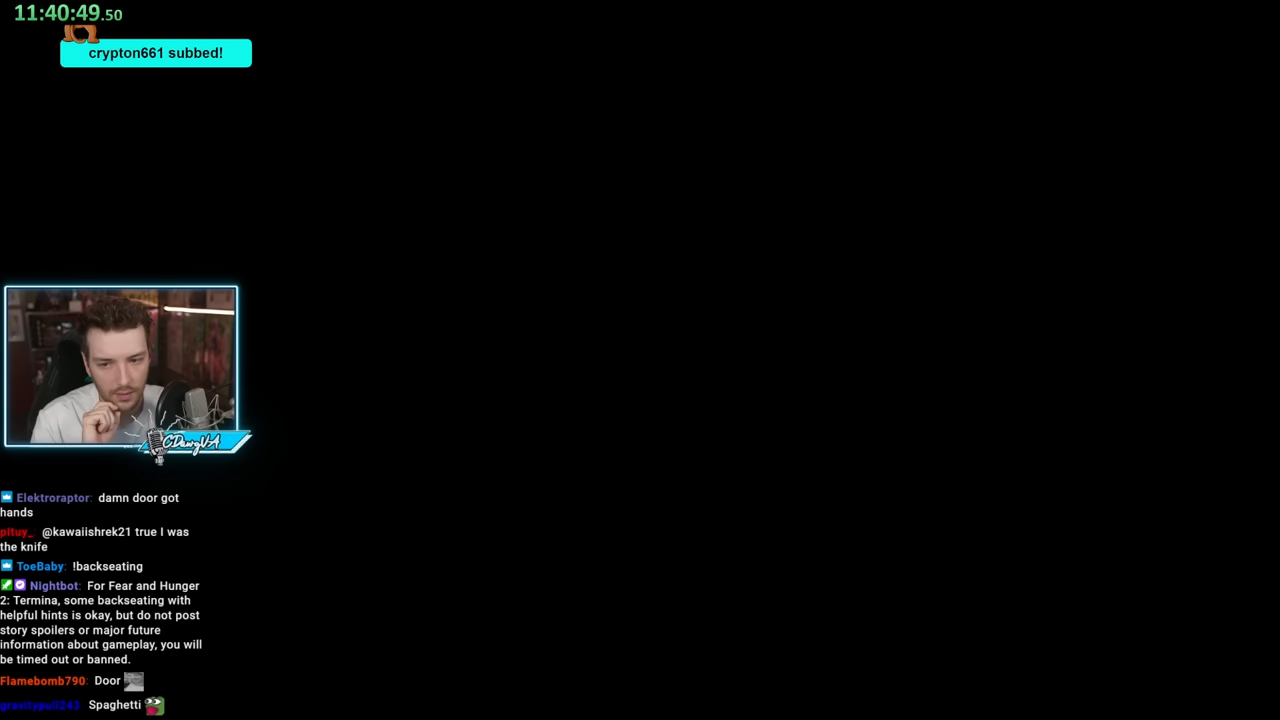 11:40:49.50
crypton661 subbed!
CDawgVA
Elektroraptor: damn door got
hands
pituy_: @kawaiishrek21 true I was
the knife
ToeBaby: !backseating
Nightbot: For Fear and Hunger
2: Termina, some backseating with
helpful hints is okay, but do not post
story spoilers or major future
information about gameplay, you will
be timed out or banned.
Flamebomb790: Door
gravitypull243: Spaghetti